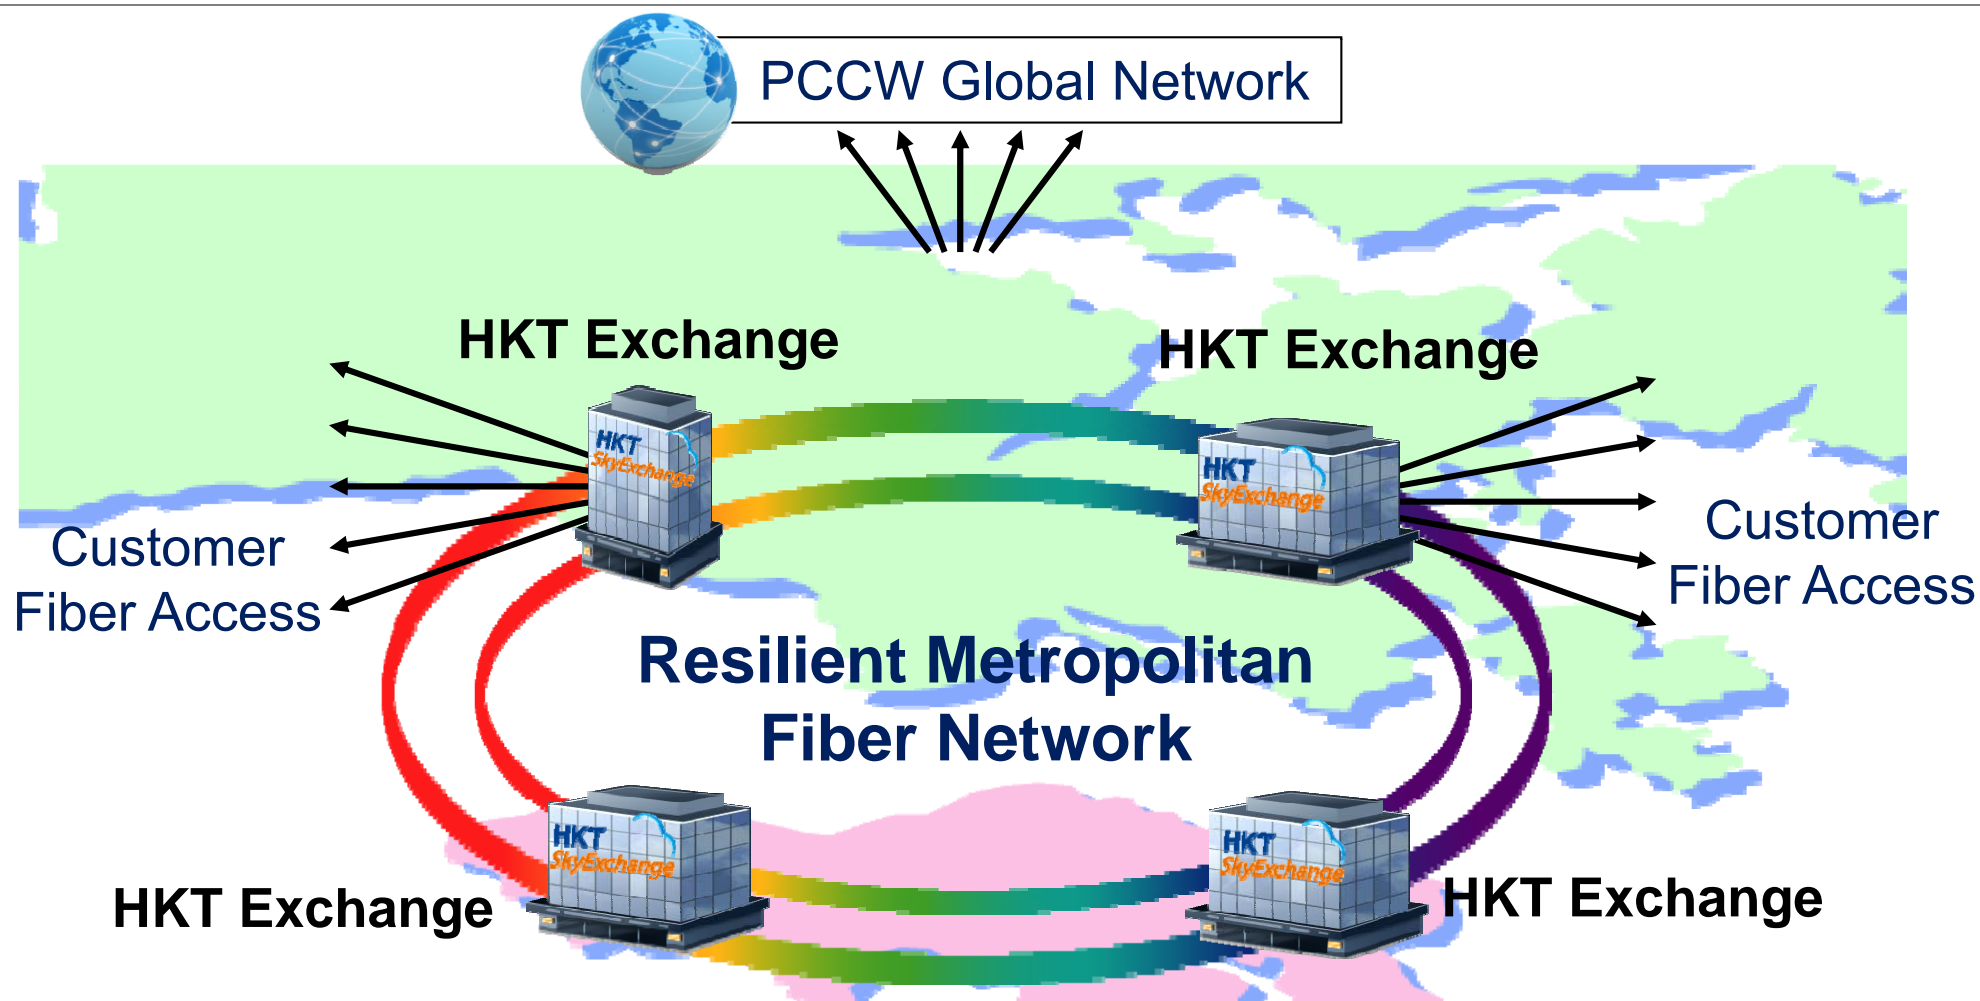 PCCW Global Network
HKT Exchange
HKT Exchange
HKT
SkyExchange
HKT
SkyExchange
Customer
Fiber Access
Customer
Fiber Access
Resilient Metropolitan
Fiber Network
HKT
SkyExchange
HKT
SkyExchange
HKT Exchange
HKT Exchange